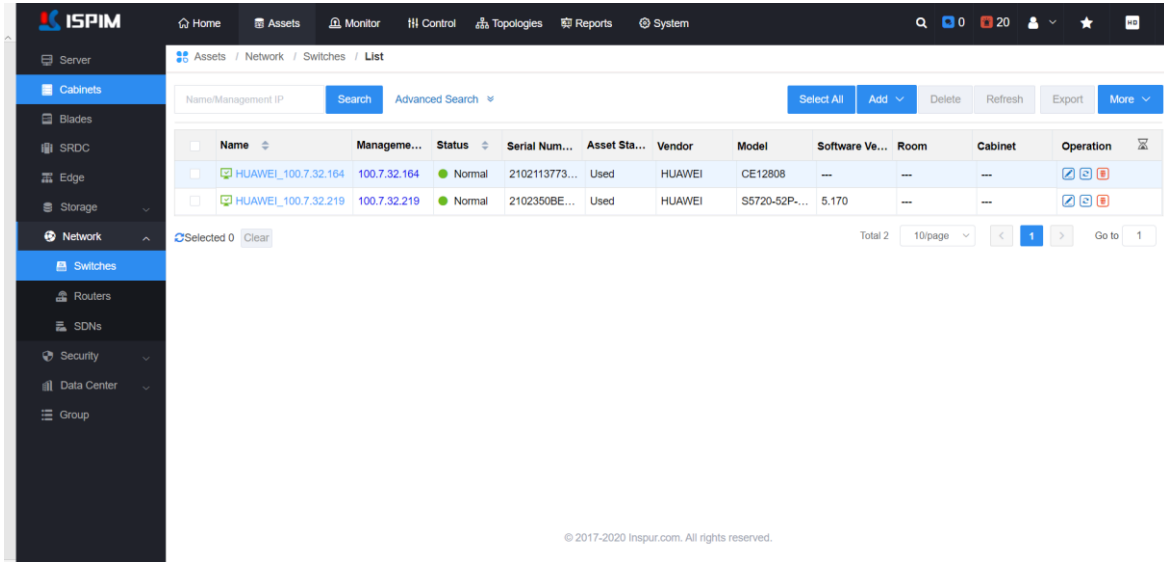 ISPIM Home Assets Monitor Control Topologies Reports System 0 20 HD
Server
Cabinets
Blades
SRDC
Edge
Storage
Network
Switches
Routers
SDNs
Security
Data Center
Group
Assets / Network / Switches / List
Name/Management IP Search Advanced Search Select All Add Delete Refresh Export More
Name Manageme... Status Serial Num... Asset Sta... Vendor Model Software Ve... Room Cabinet Operation
HUAWEI_100.7.32.164 100.7.32.164 Normal 2102113773... Used HUAWEI CE12808 --- --- ---
HUAWEI_100.7.32.219 100.7.32.219 Normal 2102350BE... Used HUAWEI S5720-52P-... 5.170 --- ---
Selected 0 Clear Total 2 10/page < 1 > Go to 1
© 2017-2020 Inspur.com. All rights reserved.